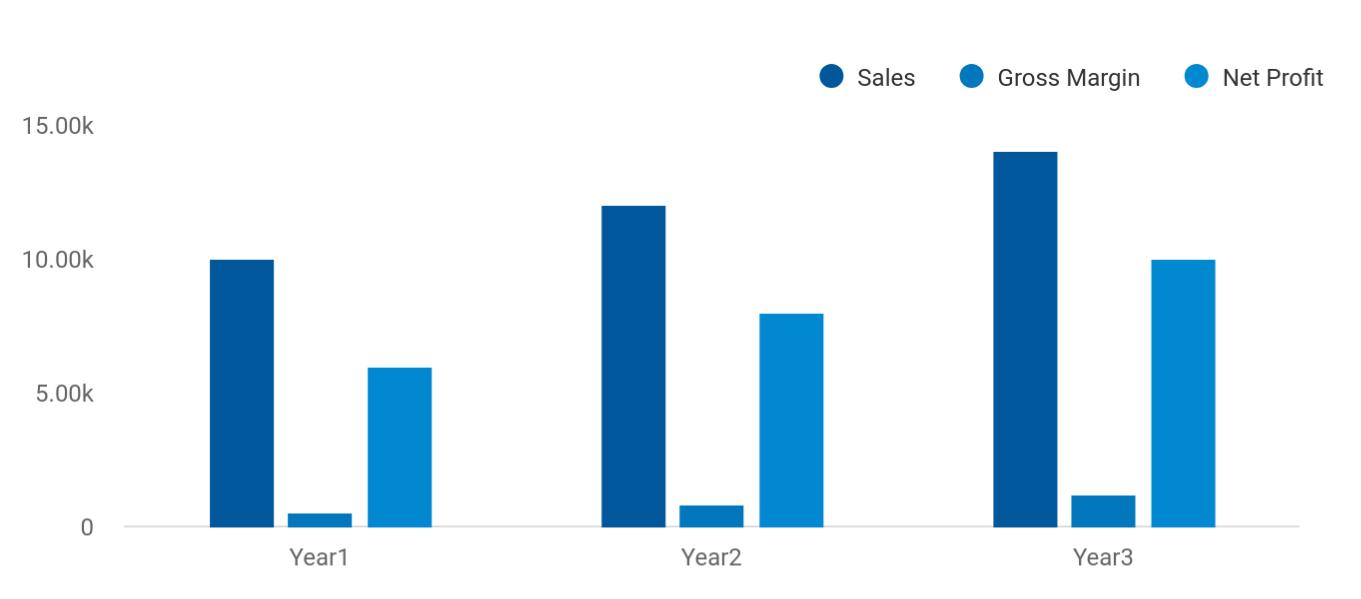 Sales Gross Margin Net Profit
15.00k
10.00k
5.00k
0
Year1 Year2 Year3